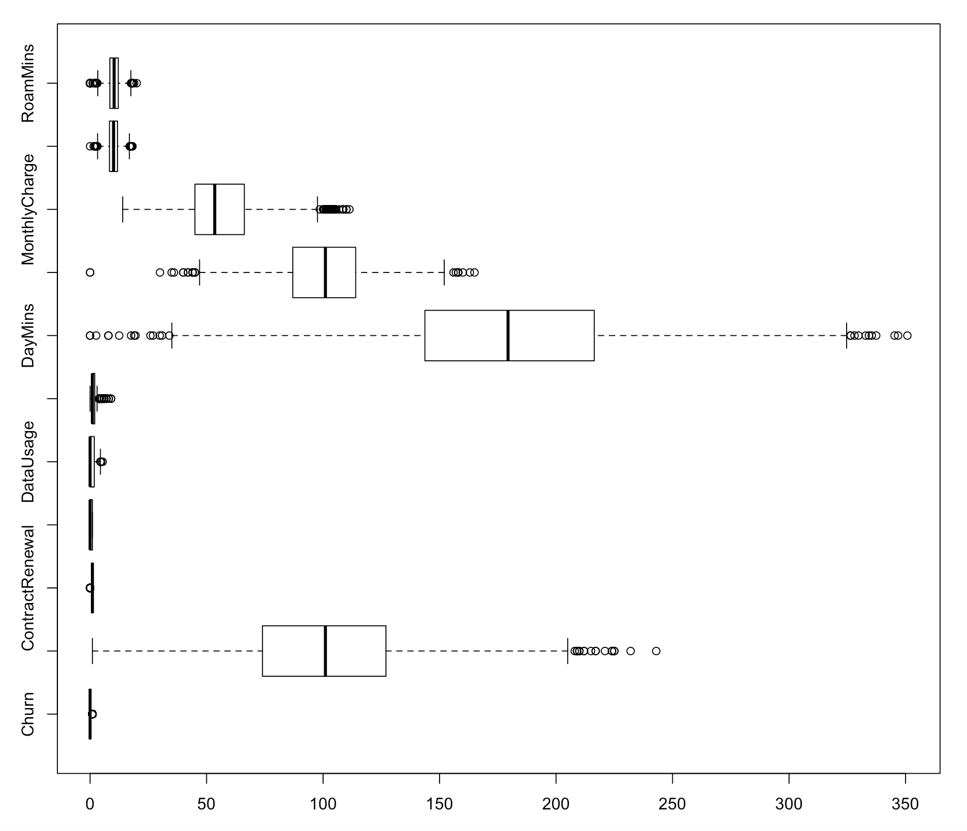 RoamMins
MonthlyCharge
DayMins
DataUsage
ContractRenewal
Churn
0 50 100 150 200 250 300 350